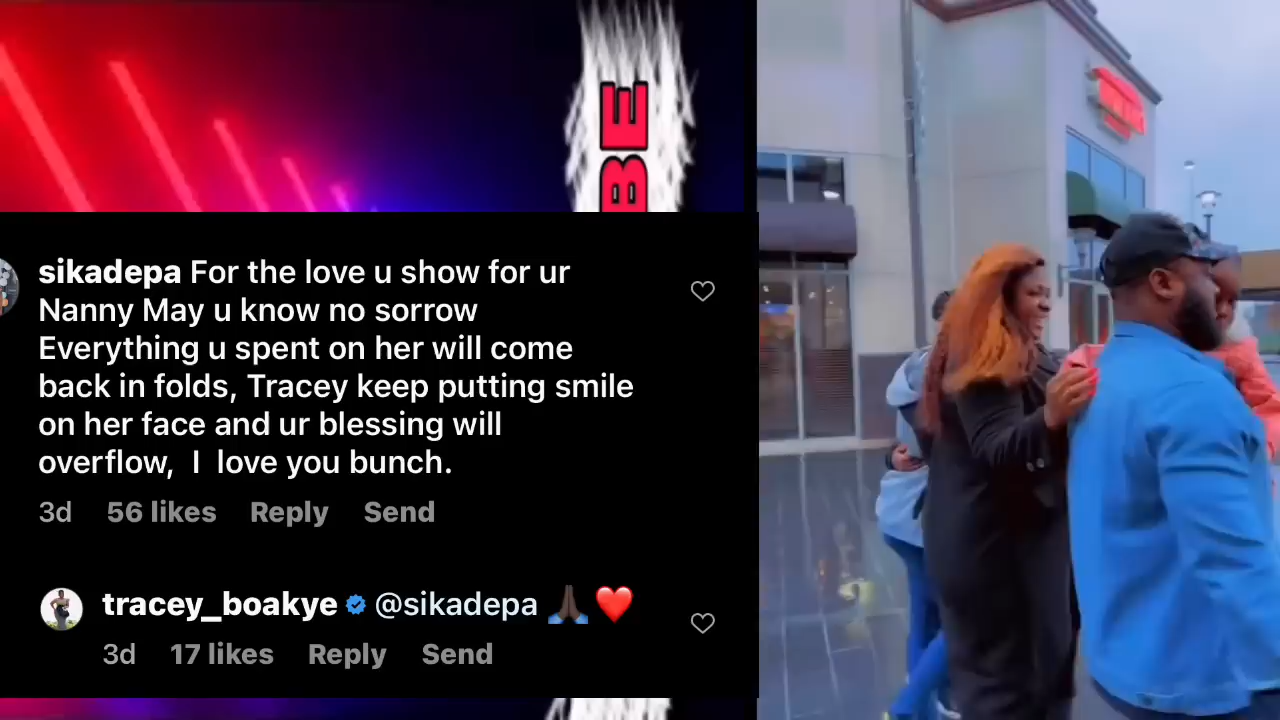 BE
sikadepa For the love u show for ur
Nanny May u know no sorrow
Everything u spent on her will come
back in folds, Tracey keep putting smile
on her face and ur blessing will
overflow, I love you bunch.
3d 56 likes Reply Send
tracey_boakye @sikadepa 🙏🏿❤️
3d 17 likes Reply Send